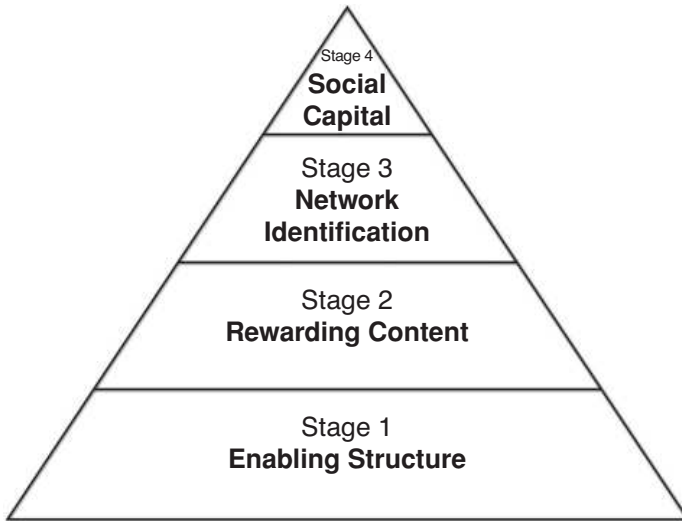 Stage 4
Social
Capital
Stage 3
Network
Identification
Stage 2
Rewarding Content
Stage 1
Enabling Structure